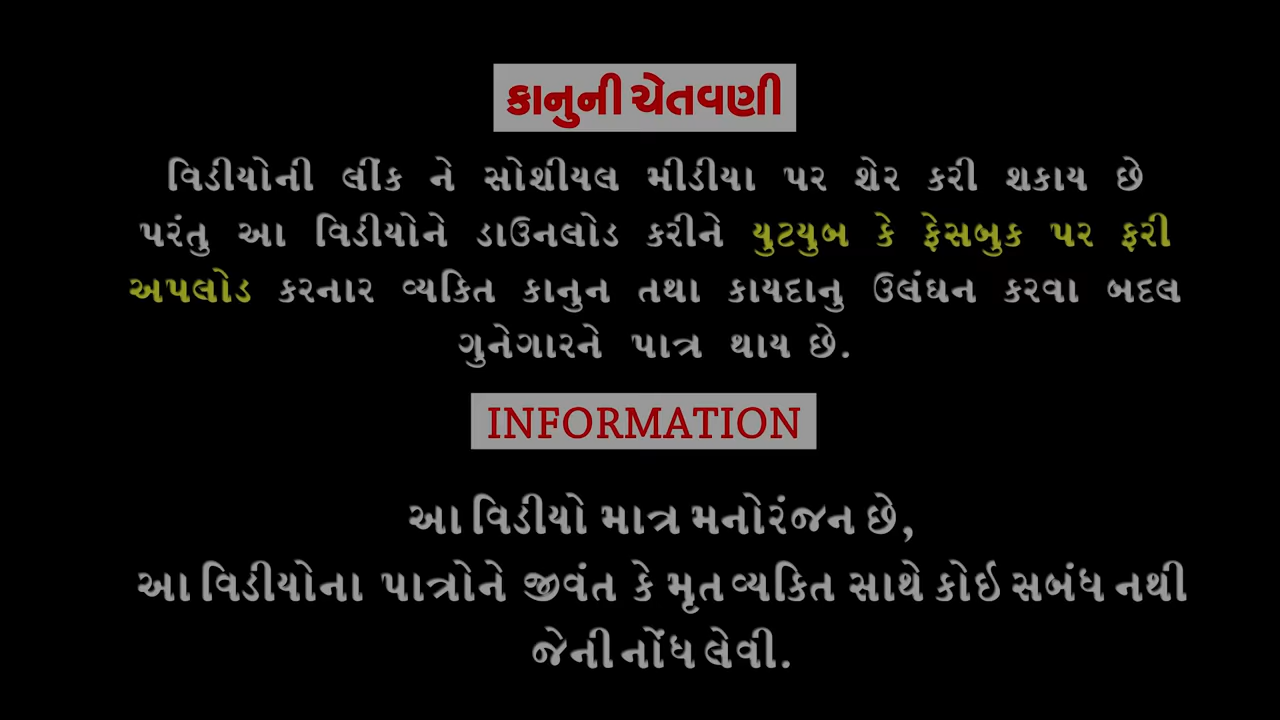 કાનુની ચેતવણી
વિડીયોની લીંક ને સોશીયલ મીડીયા પર શેર કરી શકાય છે
પરંતુ આ વિડીયોને ડાઉનલોડ કરીને યુટયુબ કે ફેસબુક પર ફરી
અપલોડ કરનાર વ્યકિત કાનુન તથા કાયદાનુ ઉલંઘન કરવા બદલ
ગુનેગારને પાત્ર થાય છે.
INFORMATION
આ વિડીયો માત્ર મનોરંજન છે,
આ વિડીયોના પાત્રોને જીવંત કે મૃત વ્યકિત સાથે કોઇ સબંધ નથી
જેની નોંધ લેવી.